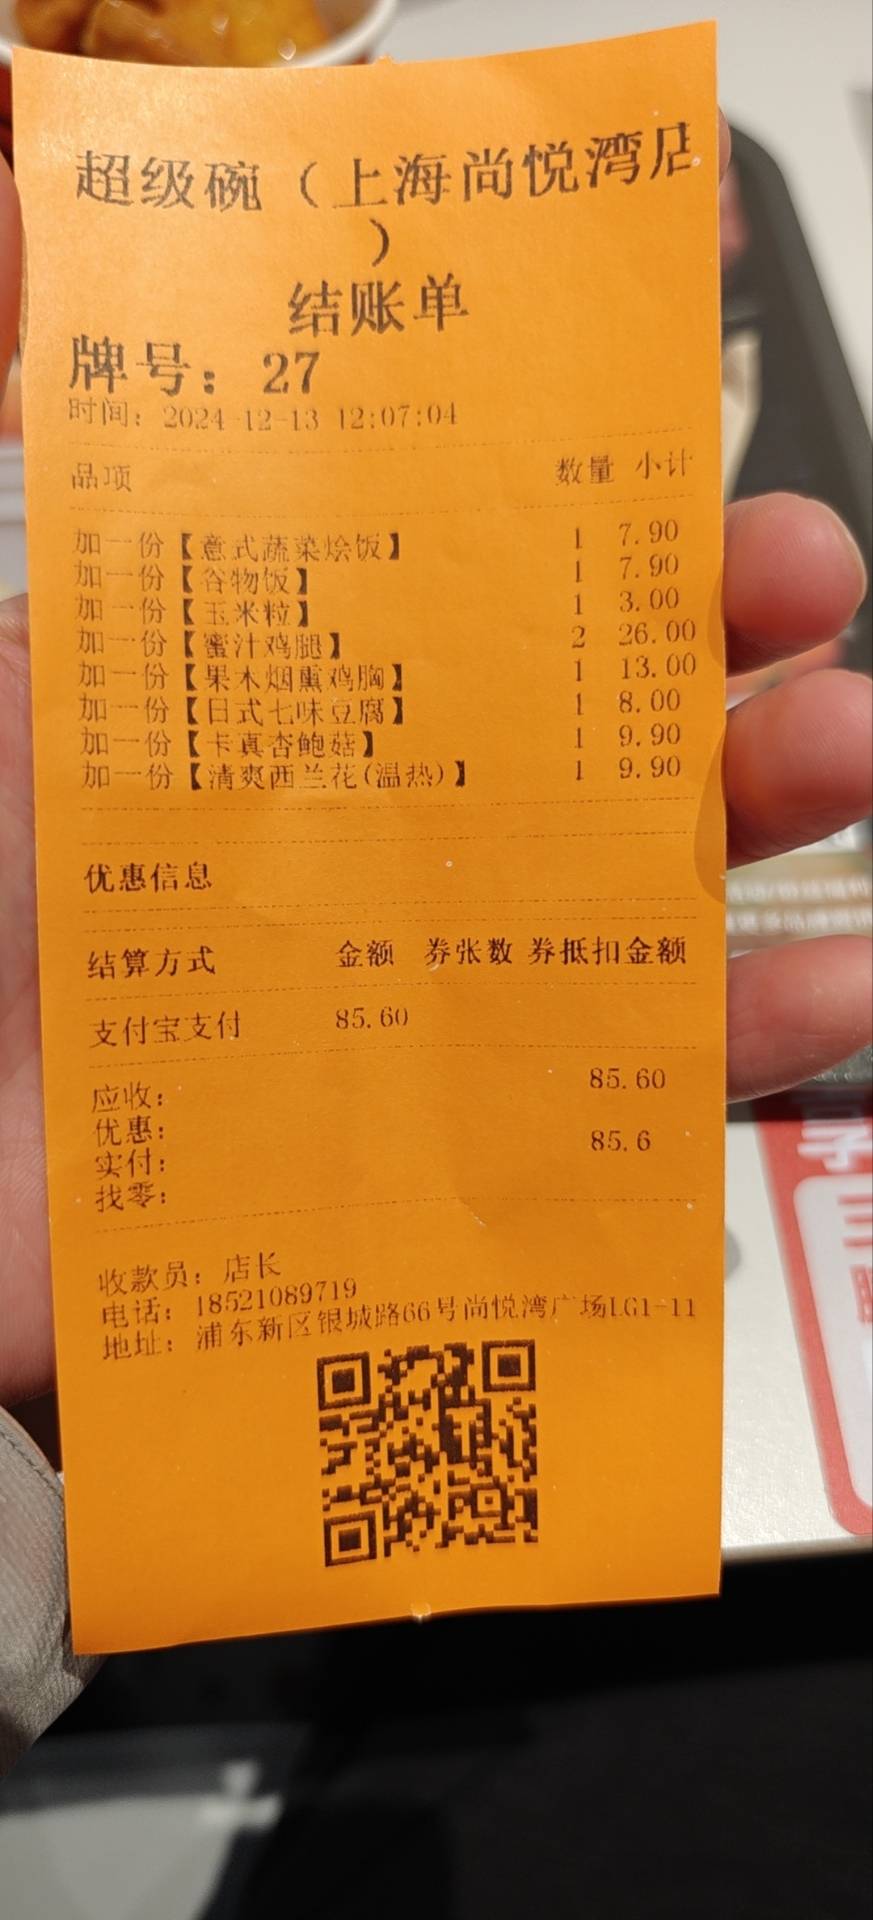 超级碗（上海尚悦湾店
）
结账单
牌号：27
时间：2024-12-13 12:07:04
品项 数量 小计
加一份【意式蔬菜烩饭】 1 7.90
加一份【谷物饭】 1 7.90
加一份【玉米粒】 1 3.00
加一份【蜜汁鸡腿】 2 26.00
加一份【果木烟熏鸡胸】 1 13.00
加一份【日式七味豆腐】 1 8.00
加一份【卡真杏鲍菇】 1 9.90
加一份【清爽西兰花(温热)】 1 9.90
优惠信息
结算方式 金额 券张数 券抵扣金额
支付宝支付 85.60
应收： 85.60
优惠：
实付： 85.6
找零：
收款员：店长
电话：18521089719
地址：浦东新区银城路66号尚悦湾广场LG1-11